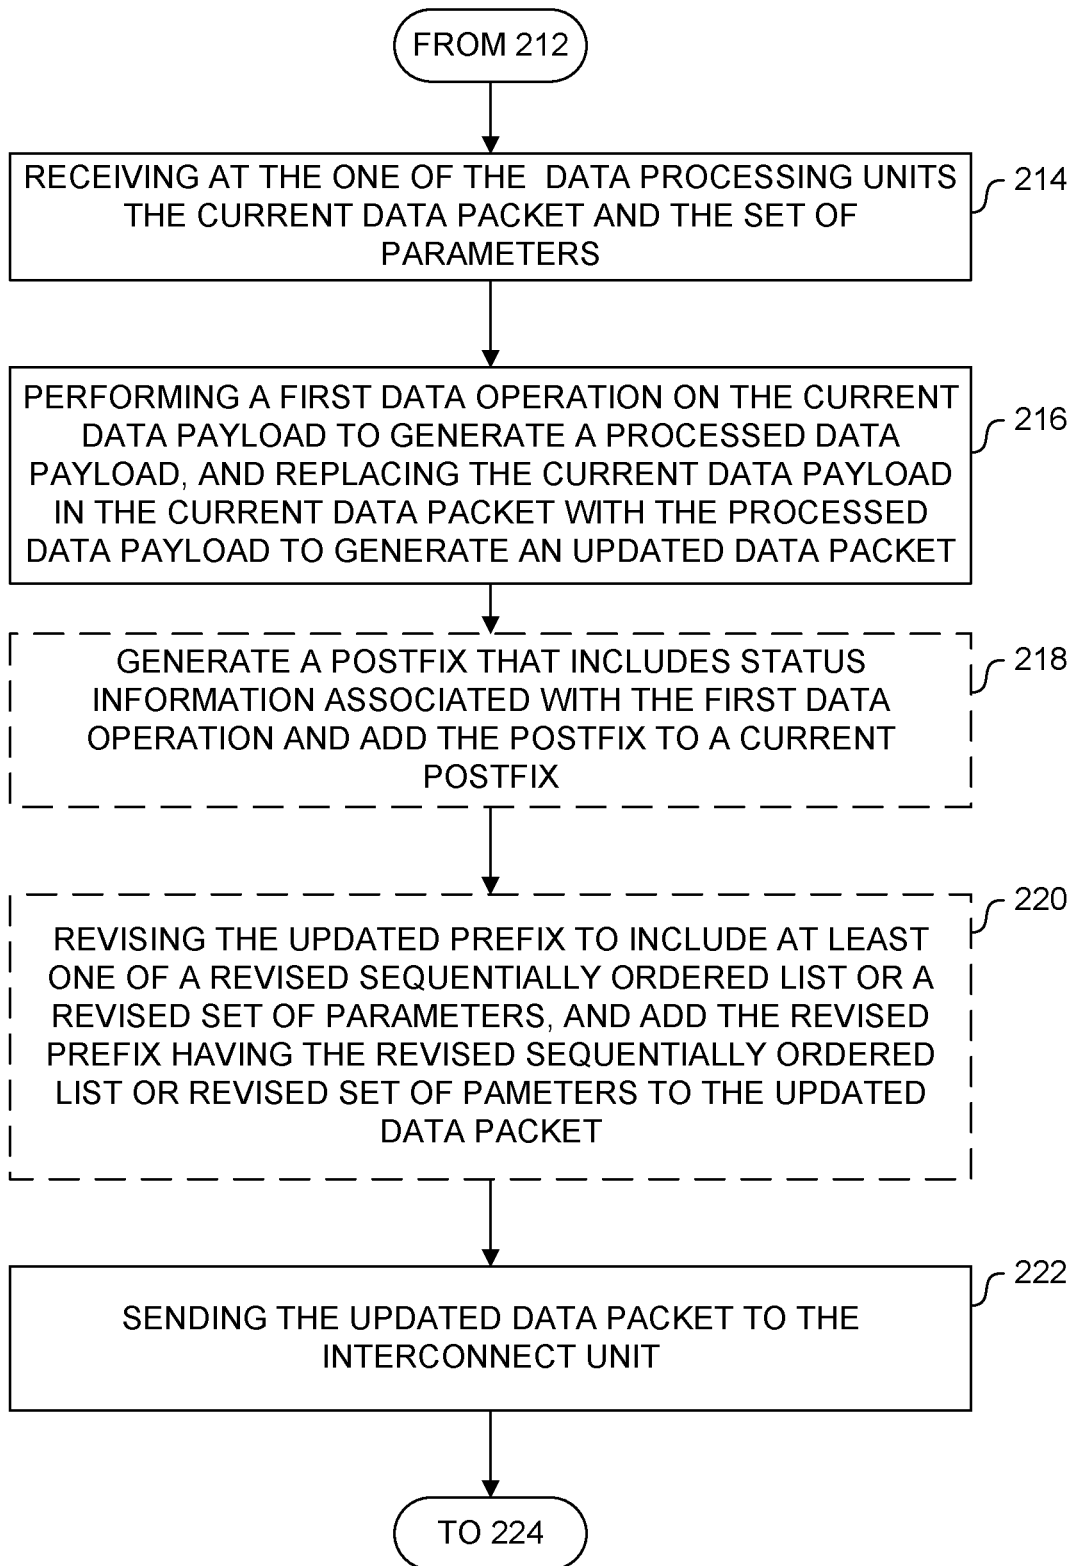 FROM 212
RECEIVING AT THE ONE OF THE DATA PROCESSING UNITS
THE CURRENT DATA PACKET AND THE SET OF
PARAMETERS
214
PERFORMING A FIRST DATA OPERATION ON THE CURRENT
DATA PAYLOAD TO GENERATE A PROCESSED DATA
PAYLOAD, AND REPLACING THE CURRENT DATA PAYLOAD
IN THE CURRENT DATA PACKET WITH THE PROCESSED
DATA PAYLOAD TO GENERATE AN UPDATED DATA PACKET
216
GENERATE A POSTFIX THAT INCLUDES STATUS
INFORMATION ASSOCIATED WITH THE FIRST DATA
OPERATION AND ADD THE POSTFIX TO A CURRENT
POSTFIX
218
REVISING THE UPDATED PREFIX TO INCLUDE AT LEAST
ONE OF A REVISED SEQUENTIALLY ORDERED LIST OR A
REVISED SET OF PARAMETERS, AND ADD THE REVISED
PREFIX HAVING THE REVISED SEQUENTIALLY ORDERED
LIST OR REVISED SET OF PAMETERS TO THE UPDATED
DATA PACKET
220
SENDING THE UPDATED DATA PACKET TO THE
INTERCONNECT UNIT
222
TO 224